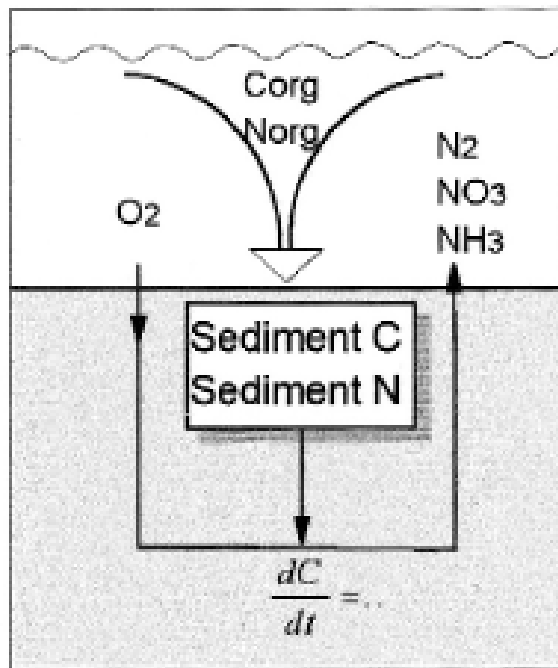 Corg
Norg
O2
N2
NO3
NH3
Sediment C
Sediment N
dC
dt
=..